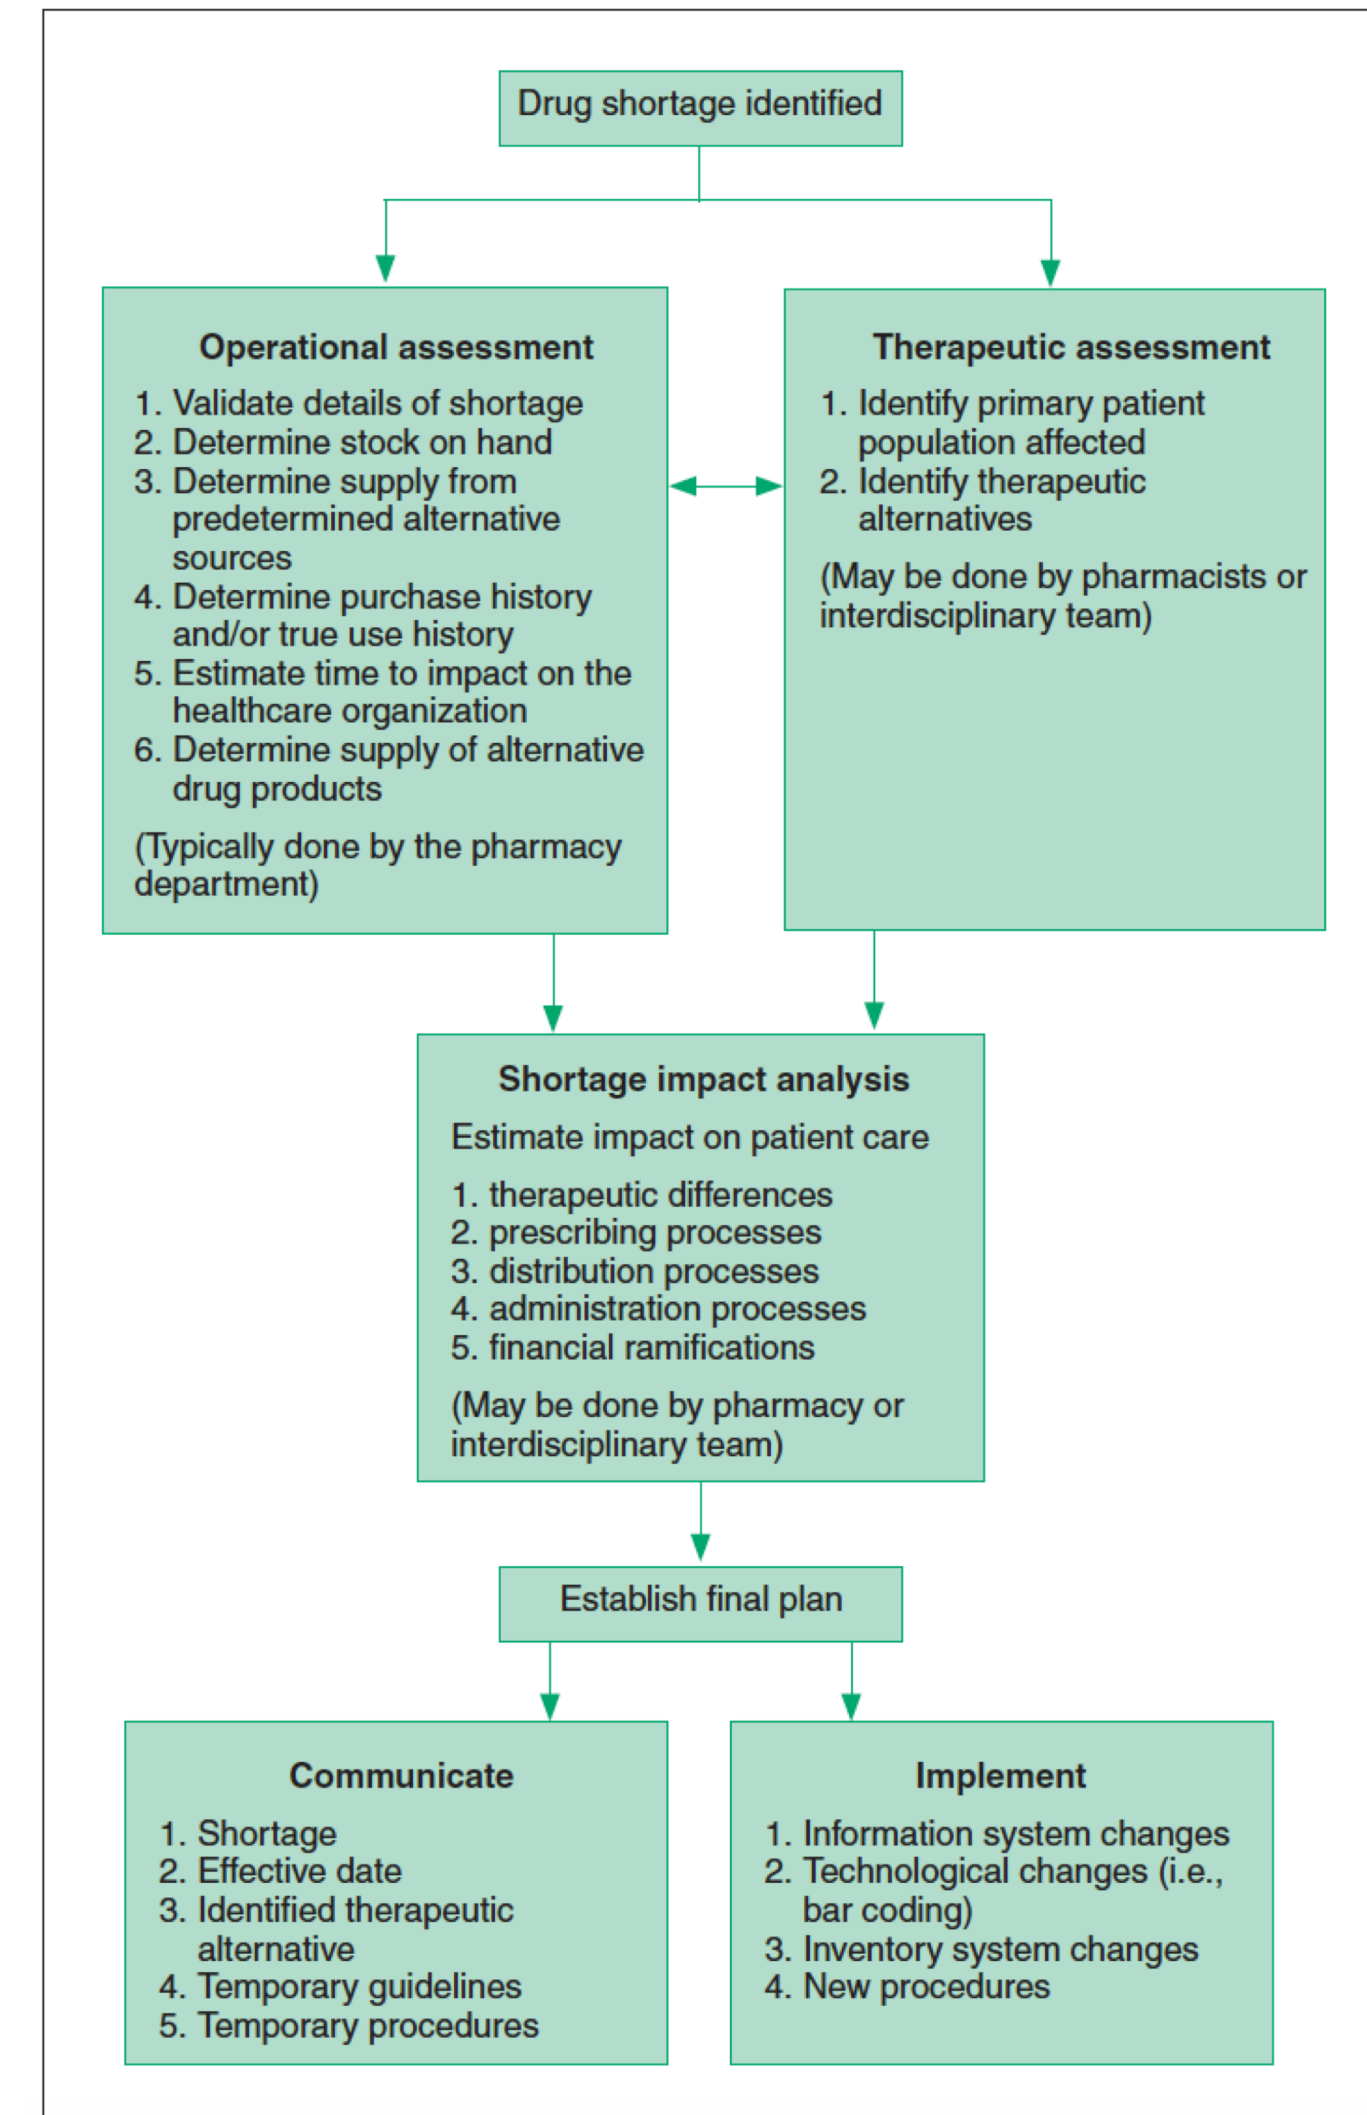 Drug shortage identified
Operational assessment
1. Validate details of shortage
2. Determine stock on hand
3. Determine supply from
predetermined alternative
sources
4. Determine purchase history
and/or true use history
5. Estimate time to impact on the
healthcare organization
6. Determine supply of alternative
drug products
(Typically done by the pharmacy
department)
Therapeutic assessment
1. Identify primary patient
population affected
2. Identify therapeutic
alternatives
(May be done by pharmacists or
interdisciplinary team)
Shortage impact analysis
Estimate impact on patient care
1. therapeutic differences
2. prescribing processes
3. distribution processes
4. administration processes
5. financial ramifications
(May be done by pharmacy or
interdisciplinary team)
Establish final plan
Communicate
1. Shortage
2. Effective date
3. Identified therapeutic
alternative
4. Temporary guidelines
5. Temporary procedures
Implement
1. Information system changes
2. Technological changes (i.e.,
bar coding)
3. Inventory system changes
4. New procedures